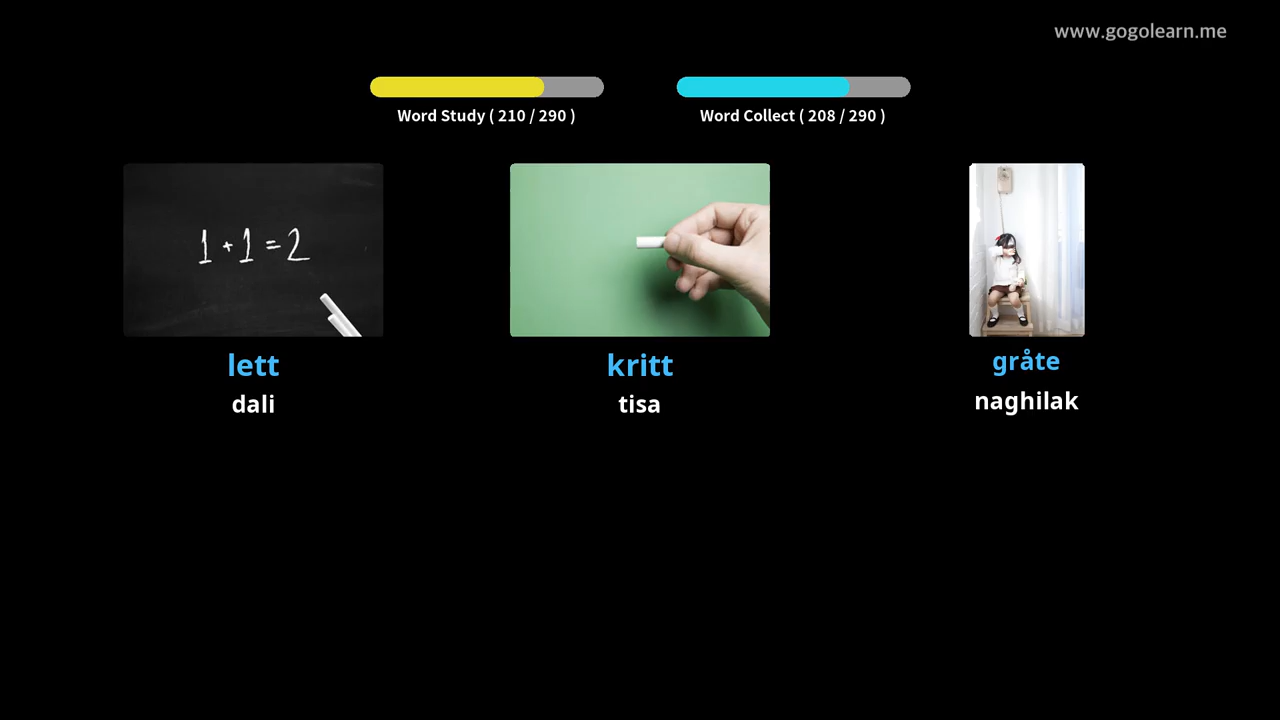 www.gogolearn.me
Word Study ( 210 / 290 )
Word Collect ( 208 / 290 )
1 + 1 = 2
lett
dali
kritt
tisa
gråte
naghilak